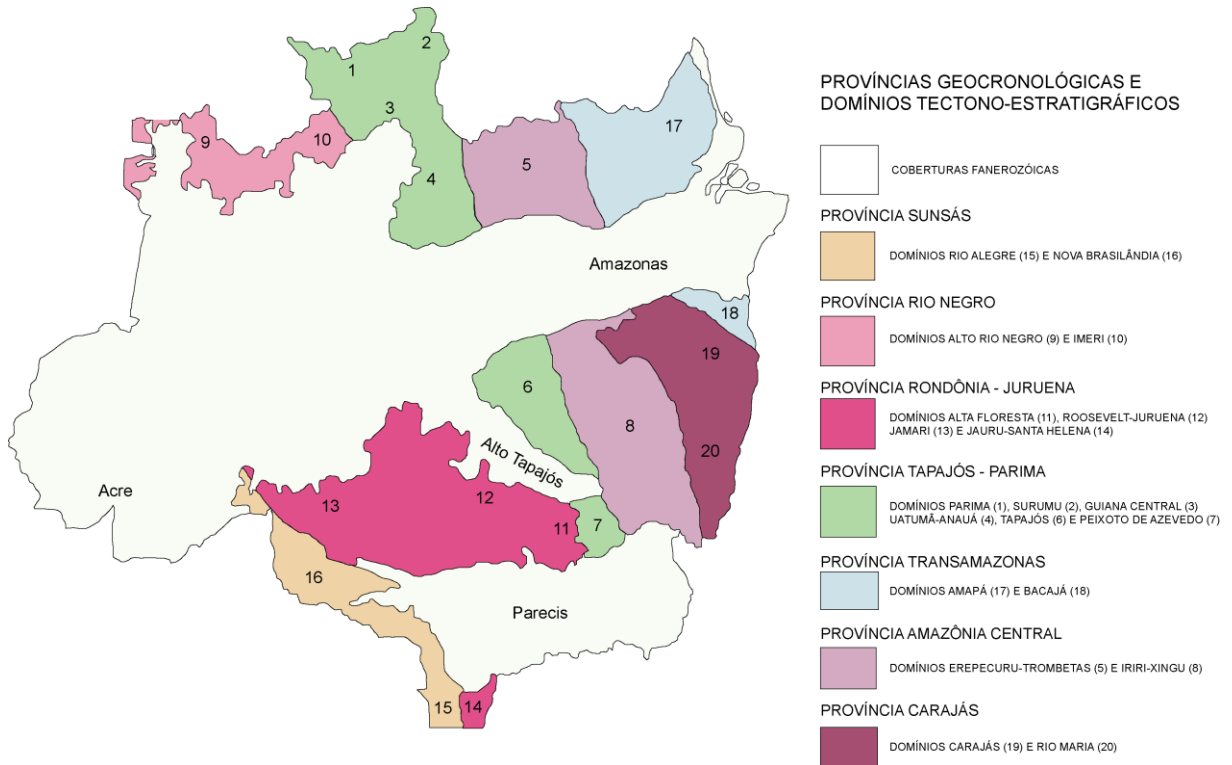 1
2
3
4
5
9
10
17
Amazonas
18
6
8
19
20
Alto Tapajós
Acre
13
12
11
7
16
Parecis
15
14
PROVÍNCIAS GEOCRONOLÓGICAS E
DOMÍNIOS TECTONO-ESTRATIGRÁFICOS
COBERTURAS FANEROZÓICAS
PROVÍNCIA SUNSÁS
DOMÍNIOS RIO ALEGRE (15) E NOVA BRASILÂNDIA (16)
PROVÍNCIA RIO NEGRO
DOMÍNIOS ALTO RIO NEGRO (9) E IMERI (10)
PROVÍNCIA RONDÔNIA - JURUENA
DOMÍNIOS ALTA FLORESTA (11), ROOSEVELT-JURUENA (12)
JAMARI (13) E JAURU-SANTA HELENA (14)
PROVÍNCIA TAPAJÓS - PARIMA
DOMÍNIOS PARIMA (1), SURUMU (2), GUIANA CENTRAL (3)
UATUMÃ-ANAUÁ (4), TAPAJÓS (6) E PEIXOTO DE AZEVEDO (7)
PROVÍNCIA TRANSAMAZONAS
DOMÍNIOS AMAPÁ (17) E BACAJÁ (18)
PROVÍNCIA AMAZÔNIA CENTRAL
DOMÍNIOS EREPECURU-TROMBETAS (5) E IRIRI-XINGU (8)
PROVÍNCIA CARAJÁS
DOMÍNIOS CARAJÁS (19) E RIO MARIA (20)